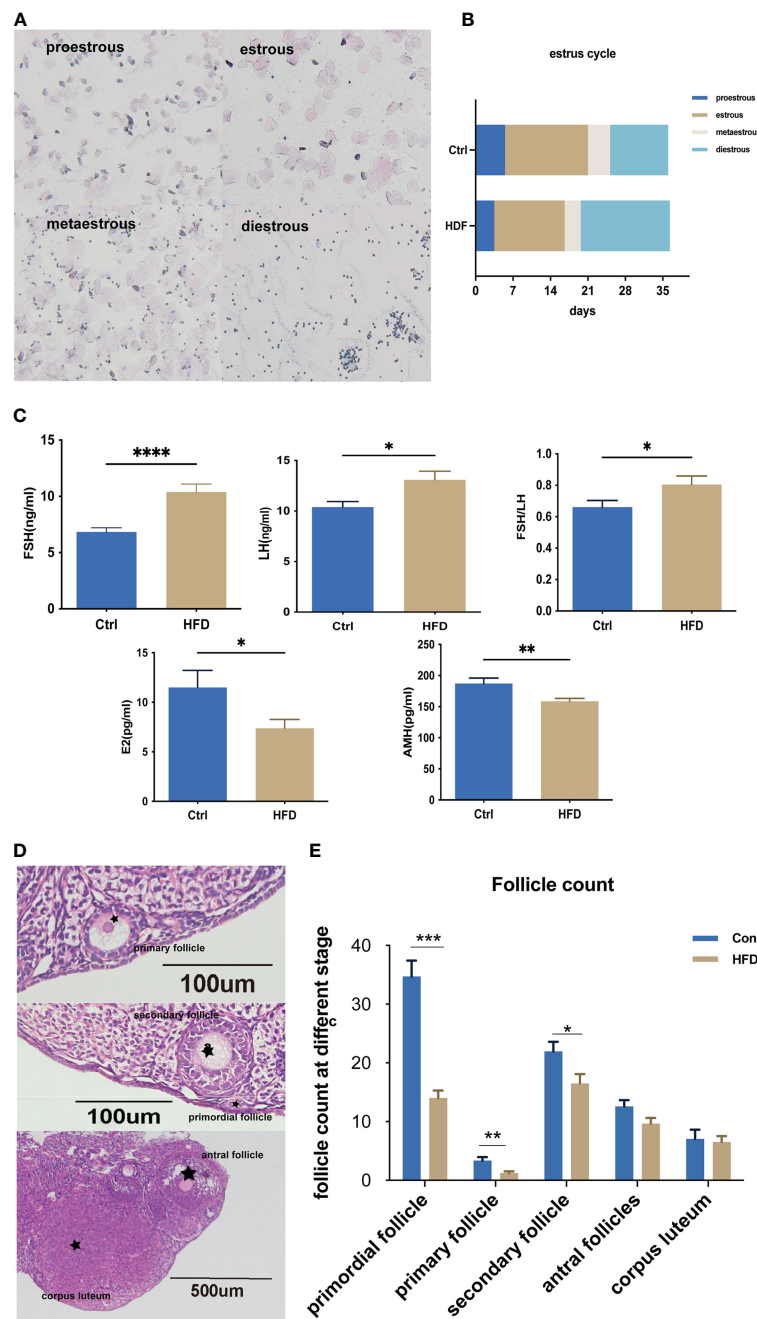 A
proestrous
estrous
metaestrous
diestrous
B
estrus cycle
proestrous
estrous
metaestrou
diestrous
Ctrl
HDF
0 7 14 21 28 35
days
C
FSH(ng/ml)
15
10
5
0
****
Ctrl HFD
LH(ng/ml)
15
10
5
0
*
Ctrl HFD
FSH/LH
1.0
0.8
0.6
0.4
0.2
0.0
*
Ctrl HFD
E2(pg/ml)
15
10
5
0
*
Ctrl HFD
AMH(pg/ml)
250
200
150
100
50
0
**
Ctrl HFD
D
primary follicle
100um
secondary follicle
100um
primordial follicle
antral follicle
corpus luteum
500um
E
Follicle count
Con
HFD
follicle count at different stage
40
30
20
10
0
***
**
*
primordial follicle
primary follicle
secondary follicle
antral follicles
corpus luteum